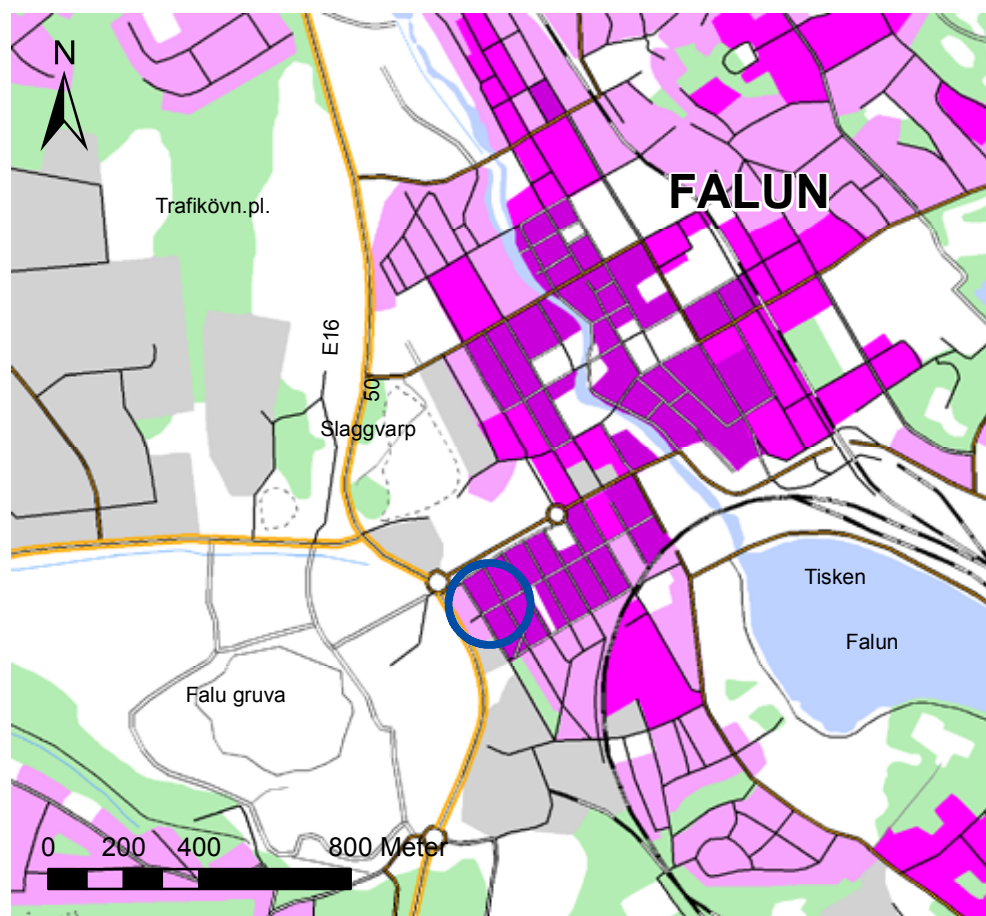 N
FALUN
Trafikövn.pl.
E16
50
Slaggvarp
Tisken
Falun
Falu gruva
0 200 400 800 Meter